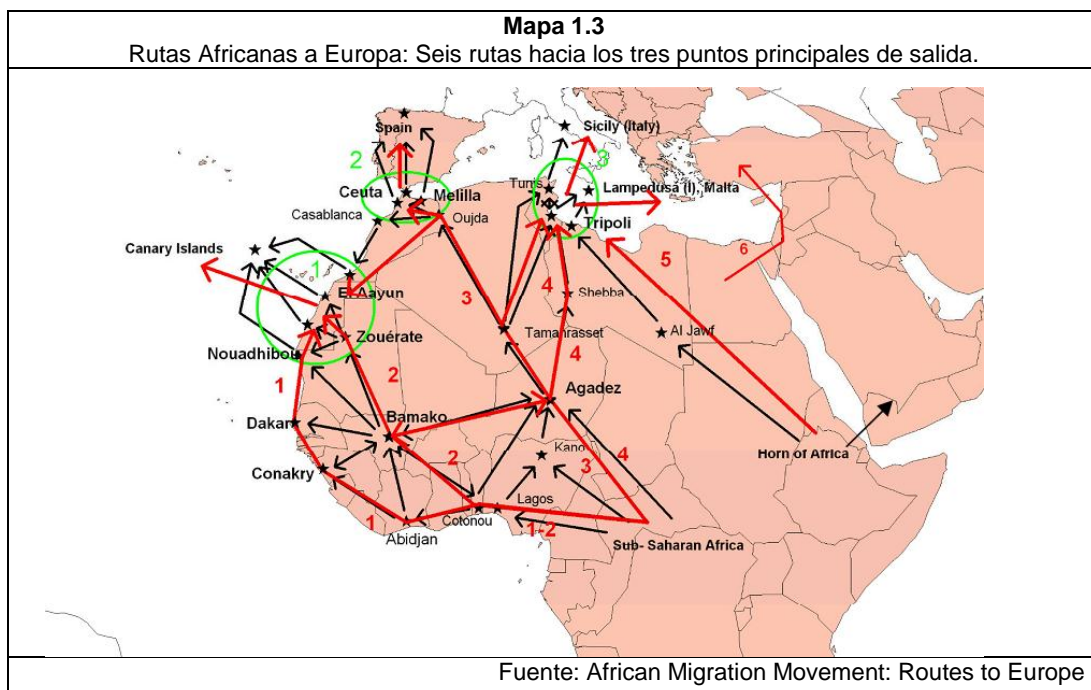 Mapa 1.3
Rutas Africanas a Europa: Seis rutas hacia los tres puntos principales de salida.
Spain
Sicily (Italy)
2
3
Tunis
Lampedusa (I), Malta
Ceuta
Melilla
Casablanca
Oujda
Tripoli
Canary Islands
1
5
6
El Aayun
3
4
Shebba
Zouérate
Tamanrasset
Al Jawf
Nouadhibou
4
1
2
Agadez
Bamako
Dakar
Kano
Horn of Africa
2
4
Conakry
3
Lagos
1
Cotonou
1-2
Abidjan
Sub- Saharan Africa
Fuente: African Migration Movement: Routes to Europe